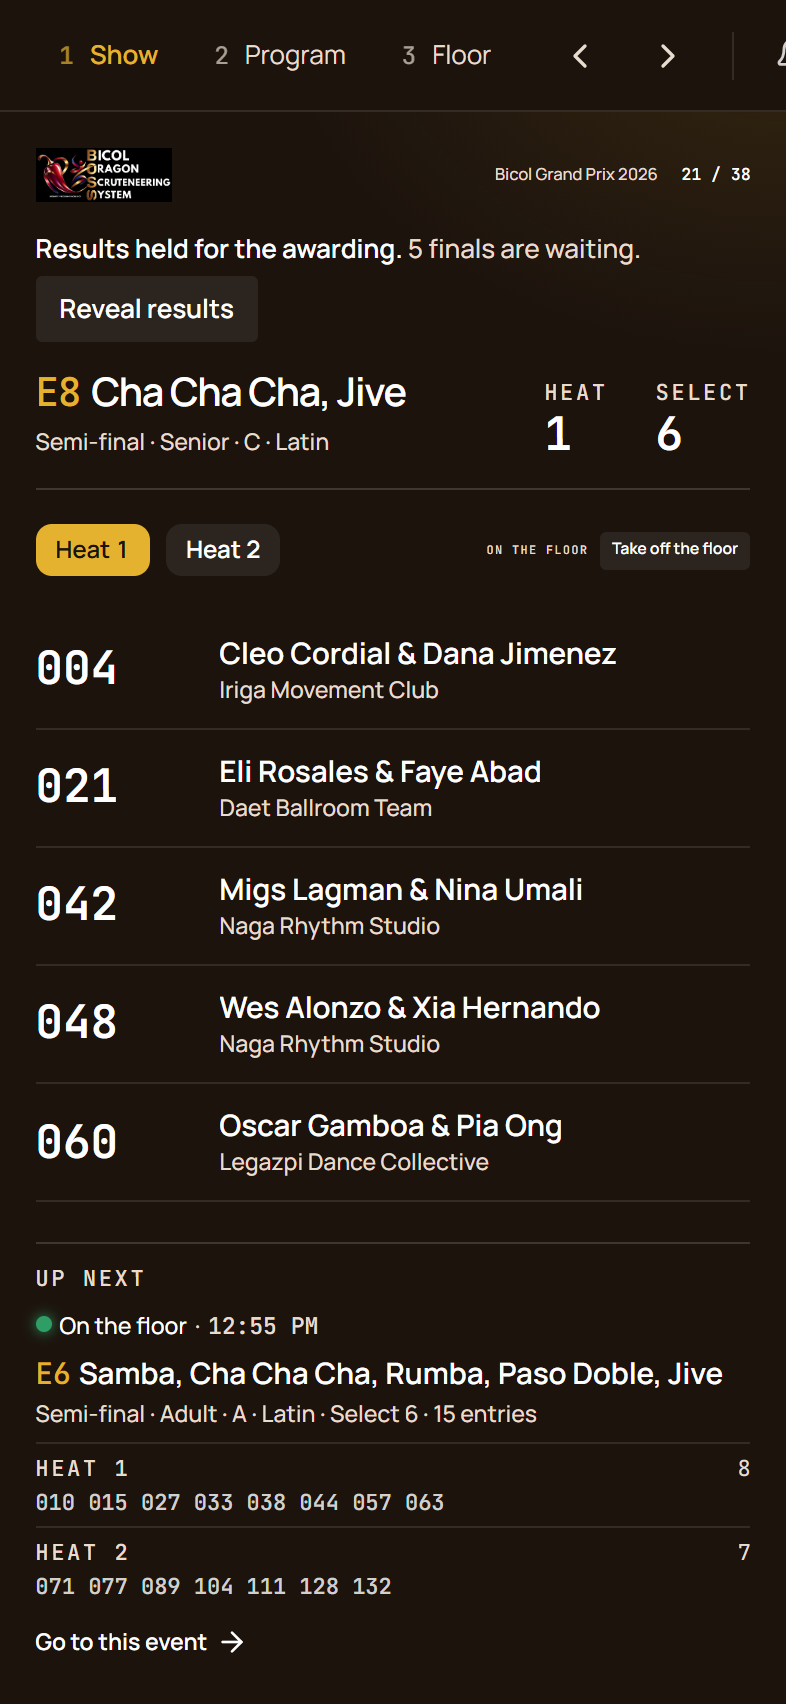 1 Show 2 Program 3 Floor
BICOL
DRAGON
SCRUTENEERING
SYSTEM
Bicol Grand Prix 2026 21 / 38
Results held for the awarding. 5 finals are waiting.
Reveal results
E8 Cha Cha Cha, Jive
Semi-final · Senior · C · Latin
HEAT SELECT
1 6
Heat 1 Heat 2 ON THE FLOOR Take off the floor
004 Cleo Cordial & Dana Jimenez
Iriga Movement Club
021 Eli Rosales & Faye Abad
Daet Ballroom Team
042 Migs Lagman & Nina Umali
Naga Rhythm Studio
048 Wes Alonzo & Xia Hernando
Naga Rhythm Studio
060 Oscar Gamboa & Pia Ong
Legazpi Dance Collective
UP NEXT
On the floor · 12:55 PM
E6 Samba, Cha Cha Cha, Rumba, Paso Doble, Jive
Semi-final · Adult · A · Latin · Select 6 · 15 entries
HEAT 1 8
010 015 027 033 038 044 057 063
HEAT 2 7
071 077 089 104 111 128 132
Go to this event